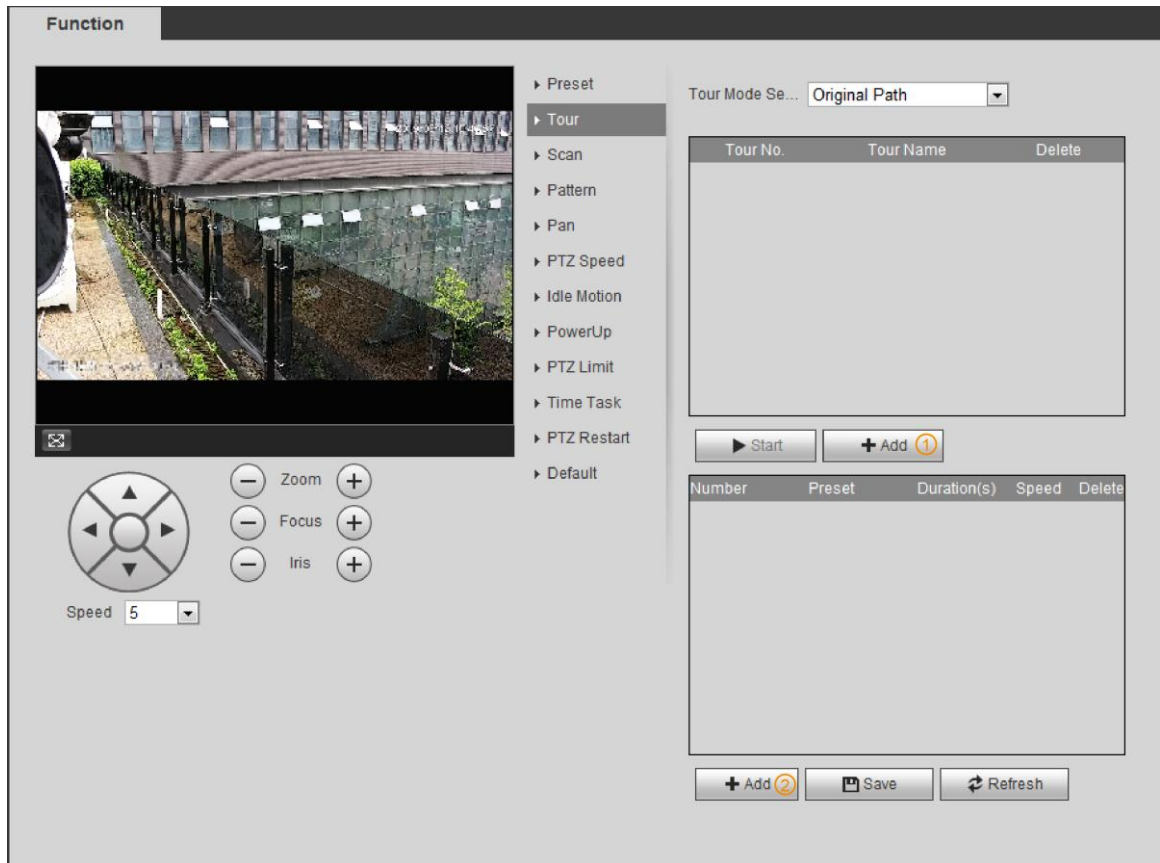 Function
Preset
Tour
Scan
Pattern
Pan
PTZ Speed
Idle Motion
PowerUp
PTZ Limit
Time Task
PTZ Restart
Default
Zoom
Focus
Iris
Speed 5
Tour Mode Se... Original Path
Tour No. Tour Name Delete
Start Add 1
Number Preset Duration(s) Speed Delete
Add 2 Save Refresh